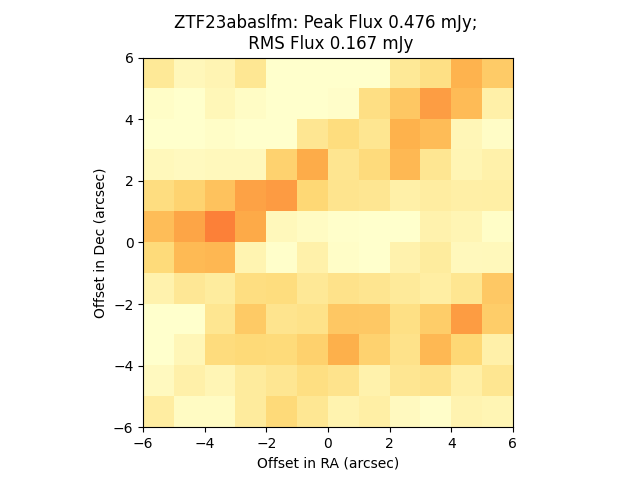 ZTF23abaslfm: Peak Flux 0.476 mJy;
RMS Flux 0.167 mJy
6
4
2
0
−2
−4
−6
Offset in Dec (arcsec)
−6 −4 −2 0 2 4 6
Offset in RA (arcsec)